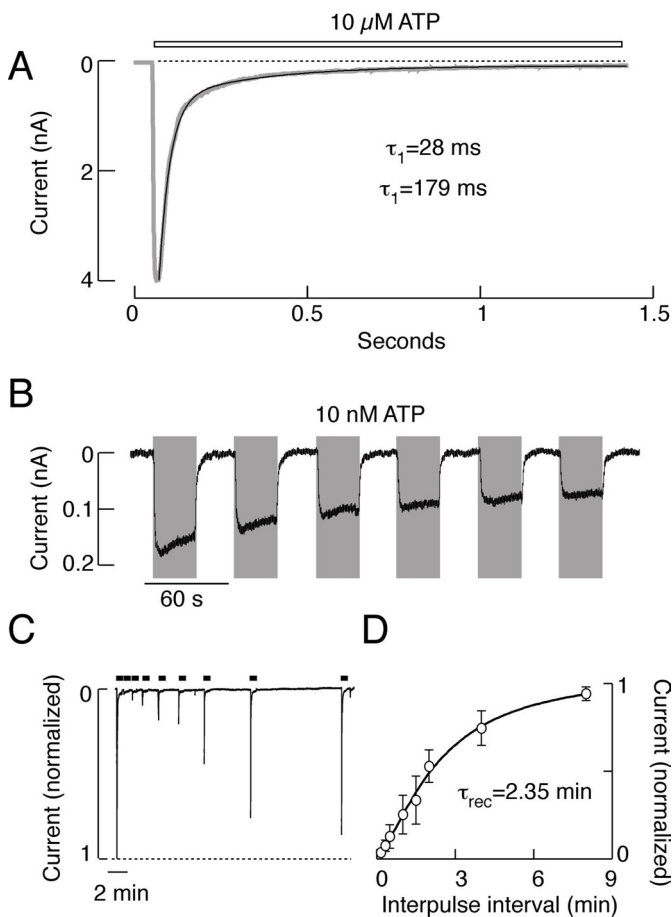 10 µM ATP
A
0
2
4
Current (nA)
τ1=28 ms
τ1=179 ms
0
0.5
1
1.5
Seconds
B
10 nM ATP
0
0.1
0.2
Current (nA)
60 s
C
0
1
Current (normalized)
2 min
D
1
0
Current (normalized)
τrec=2.35 min
0
3
6
9
Interpulse interval (min)